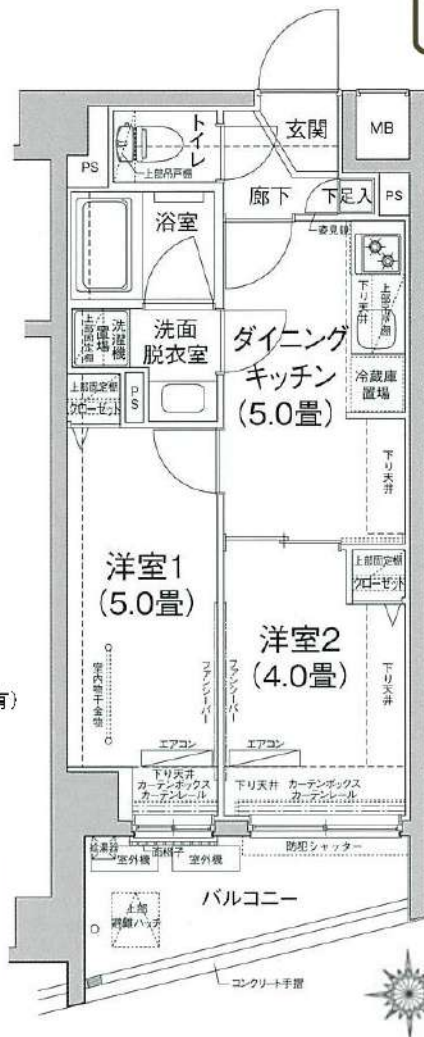 玄関
MB
トイレ
上部吊戸棚
PS
廊下
下足入
PS
姿見鏡
浴室
洗面
脱衣室
洗濯機
置場
上部固定棚
上部固定棚
クローゼット
PS
ダイニング
キッチン
(5.0畳)
下り天井
冷蔵庫
置場
下り天井
洋室1
(5.0畳)
上部固定棚
クローゼット
洋室2
(4.0畳)
下り天井
室内物干金物
ファンシーバー
ファンシーバー
有)
エアコン
エアコン
下り天井
カーテンボックス
カーテンレール
下り天井 カーテンボックス
カーテンレール
給湯器
面格子
室外機
室外機
防犯シャッター
バルコニー
上部
避難ハッチ
コンクリート手摺